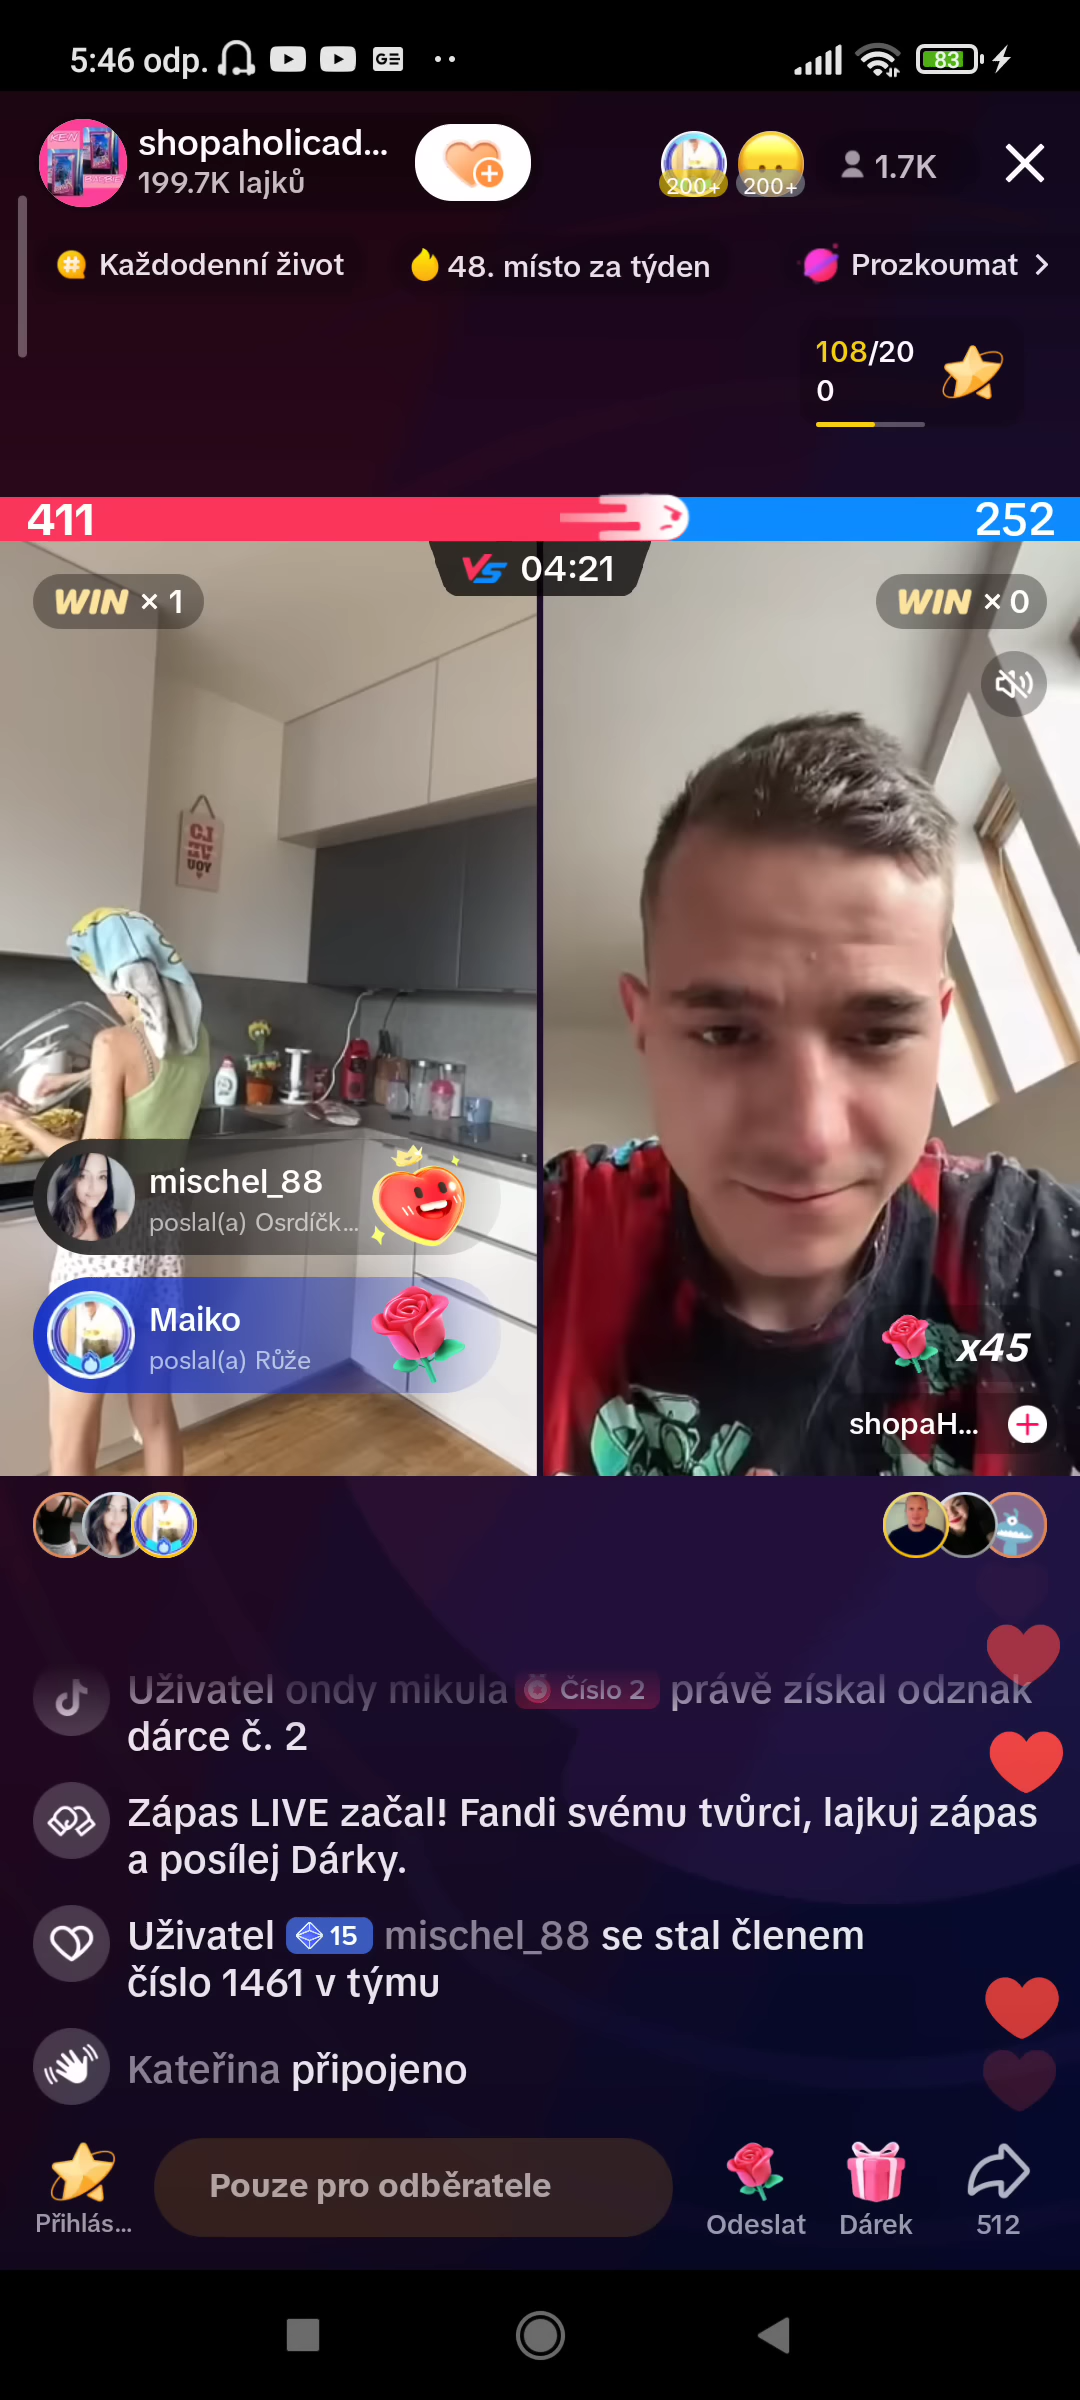 5:46 odp.
83
shopaholicad...
199.7K lajků
200+
200+
1.7K
Každodenní život
48. místo za týden
Prozkoumat
108/20
0
411
252
VS 04:21
WIN × 1
WIN × 0
mischel_88
poslal(a) Osrdíčk...
Maiko
poslal(a) Růže
x45
shopaH...
Uživatel ondy mikula Číslo 2 právě získal odznak
dárce č. 2
Zápas LIVE začal! Fandi svému tvůrci, lajkuj zápas
a posílej Dárky.
Uživatel 15 mischel_88 se stal členem
číslo 1461 v týmu
Kateřina připojeno
Přihlás...
Pouze pro odběratele
Odeslat
Dárek
512